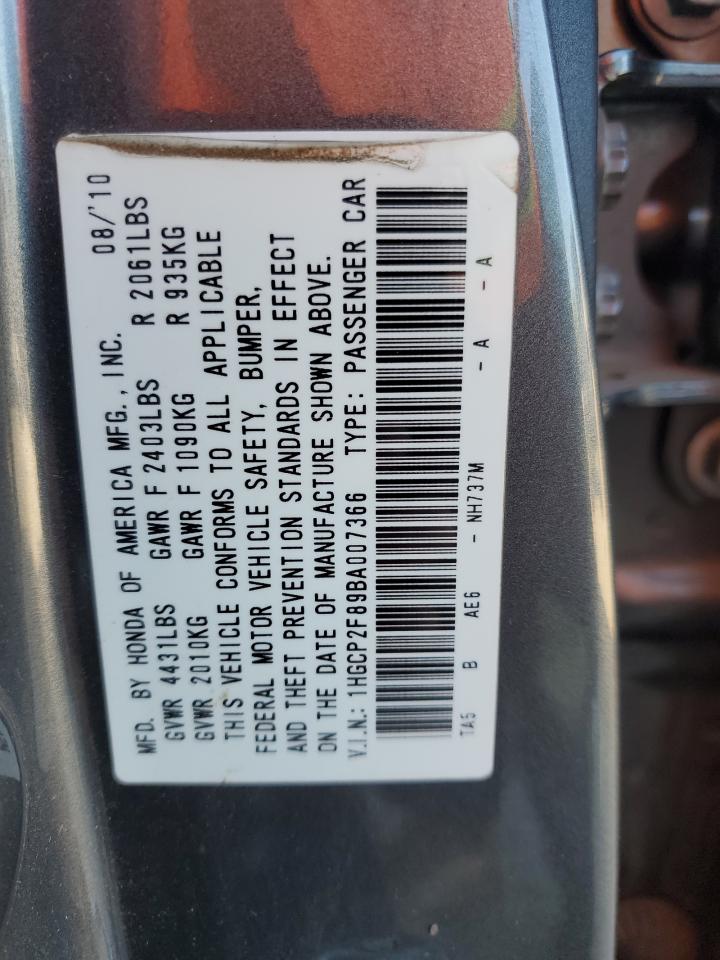 MFD. BY HONDA OF AMERICA MFG., INC. 08/'10
GVWR 4431LBS GAWR F 2403LBS R 2061LBS
GVWR 2010KG GAWR F 1090KG R 935KG
THIS VEHICLE CONFORMS TO ALL APPLICABLE
FEDERAL MOTOR VEHICLE SAFETY, BUMPER,
AND THEFT PREVENTION STANDARDS IN EFFECT
ON THE DATE OF MANUFACTURE SHOWN ABOVE.
V.I.N.: 1HGCP2F89BA007366 TYPE: PASSENGER CAR
TA5 B AE6 - NH737M - A - A